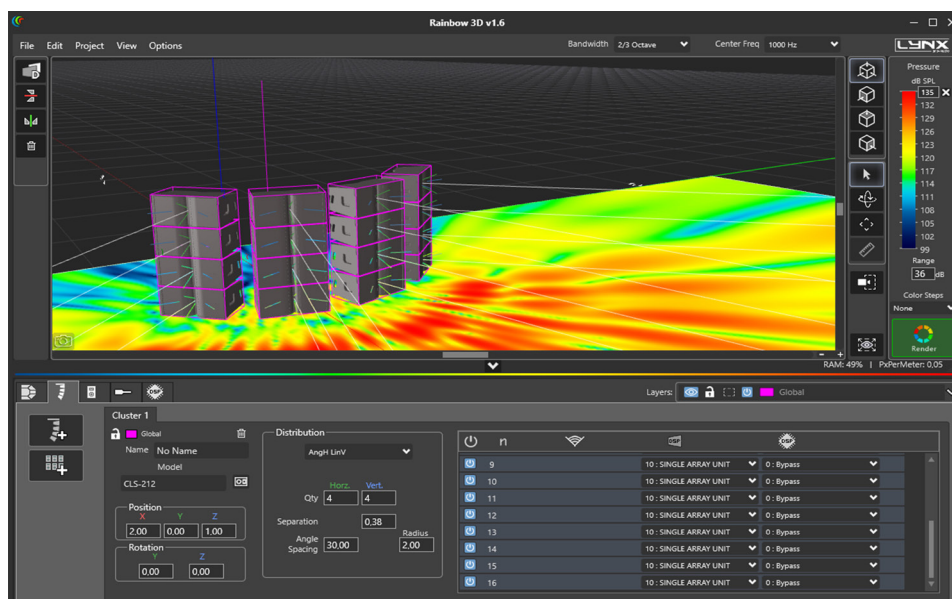 Rainbow 3D v1.6
File Edit Project View Options
Bandwidth 2/3 Octave Center Freq 1000 Hz
LYNX
Pressure
dB SPL
135
132
129
126
123
120
117
114
111
108
105
102
99
Range
36 dB
Color Steps
None
Render
RAM: 49% | PxPerMeter: 0,05
DSP
Layers: Global
Cluster 1
Global
Name No Name
Model
CLS-212
Position
X Y Z
2,00 0,00 1,00
Rotation
Y Z
0,00 0,00
Distribution
AngH LinV
Horz. Vert.
Qty 4 4
Separation 0,38
Angle Spacing 30,00
Radius
2,00
n DSP
9 10 : SINGLE ARRAY UNIT 0 : Bypass
10 10 : SINGLE ARRAY UNIT 0 : Bypass
11 10 : SINGLE ARRAY UNIT 0 : Bypass
12 10 : SINGLE ARRAY UNIT 0 : Bypass
13 10 : SINGLE ARRAY UNIT 0 : Bypass
14 10 : SINGLE ARRAY UNIT 0 : Bypass
15 10 : SINGLE ARRAY UNIT 0 : Bypass
16 10 : SINGLE ARRAY UNIT 0 : Bypass